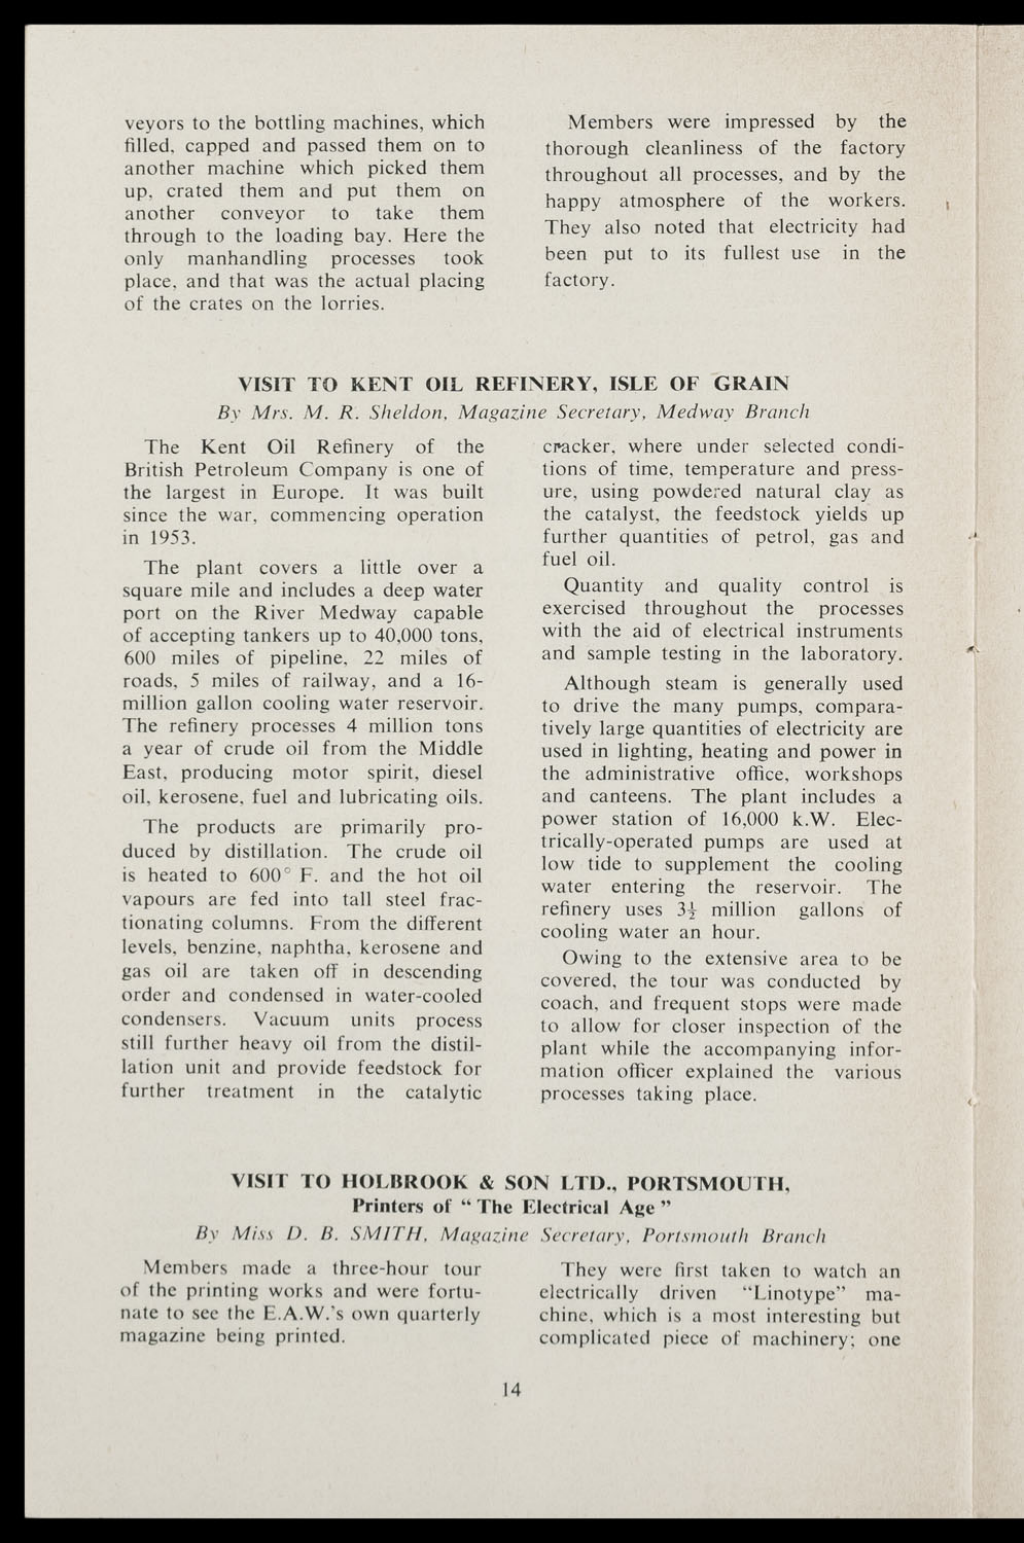 veyors to the bottling machines, which
filled, capped and passed them on to
another machine which picked them
up, crated them and put them on
another conveyor to take them
through to the loading bay. Here the
only manhandling processes took
place, and that was the actual placing
of the crates on the lorries.
Members were impressed by the
thorough cleanliness of the factory
throughout all processes, and by the
happy atmosphere of the workers.
They also noted that electricity had
been put to its fullest use in the
factory.
VISIT TO KENT OIL REFINERY, ISLE OF GRAIN
By Mrs. M. R. Sheldon, Magazine Secretary, Medway Branch
The Kent Oil Refinery of the
British Petroleum Company is one of
the largest in Europe. It was built
since the war, commencing operation
in 1953.
The plant covers a little over a
square mile and includes a deep water
port on the River Medway capable
of accepting tankers up to 40,000 tons,
600 miles of pipeline, 22 miles of
roads, 5 miles of railway, and a 16-
million gallon cooling water reservoir.
The refinery processes 4 million tons
a year of crude oil from the Middle
East, producing motor spirit, diesel
oil, kerosene, fuel and lubricating oils.
The products are primarily pro-
duced by distillation. The crude oil
is heated to 600° F. and the hot oil
vapours are fed into tall steel frac-
tionating columns. From the different
levels, benzine, naphtha, kerosene and
gas oil are taken off in descending
order and condensed in water-cooled
condensers. Vacuum units process
still further heavy oil from the distil-
lation unit and provide feedstock for
further treatment in the catalytic
cracker, where under selected condi-
tions of time, temperature and press-
ure, using powdered natural clay as
the catalyst, the feedstock yields up
further quantities of petrol, gas and
fuel oil.
Quantity and quality control is
exercised throughout the processes
with the aid of electrical instruments
and sample testing in the laboratory.
Although steam is generally used
to drive the many pumps, compara-
tively large quantities of electricity are
used in lighting, heating and power in
the administrative office, workshops
and canteens. The plant includes a
power station of 16,000 k.W. Elec-
trically-operated pumps are used at
low tide to supplement the cooling
water entering the reservoir. The
refinery uses 3½ million gallons of
cooling water an hour.
Owing to the extensive area to be
covered, the tour was conducted by
coach, and frequent stops were made
to allow for closer inspection of the
plant while the accompanying infor-
mation officer explained the various
processes taking place.
VISIT TO HOLBROOK & SON LTD., PORTSMOUTH,
Printers of “ The Electrical Age ”
By Miss D. B. SMITH, Magazine Secretary, Portsmouth Branch
Members made a three-hour tour
of the printing works and were fortu-
nate to see the E.A.W.'s own quarterly
magazine being printed.
They were first taken to watch an
electrically driven “Linotype” ma-
chine, which is a most interesting but
complicated piece of machinery; one
14